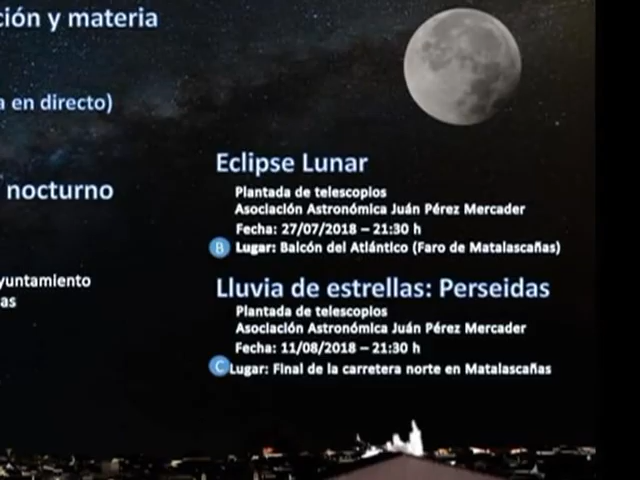 ción y materia
a en directo)
nocturno
yuntamiento
as
Eclipse Lunar
Plantada de telescopios
Asociación Astronómica Juán Pérez Mercader
Fecha: 27/07/2018 – 21:30 h
B Lugar: Balcón del Atlántico (Faro de Matalascañas)
Lluvia de estrellas: Perseidas
Plantada de telescopios
Asociación Astronómica Juán Pérez Mercader
Fecha: 11/08/2018 – 21:30 h
C Lugar: Final de la carretera norte en Matalascañas